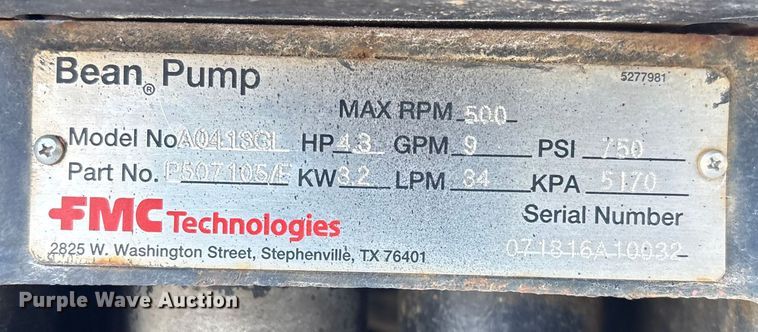 Bean® Pump
5277981
MAX RPM 500
Model No A0413GL HP 4.3 GPM 9 PSI 750
Part No. P507105/E KW 3.2 LPM 34 KPA 5170
FMC Technologies
Serial Number
2825 W. Washington Street, Stephenville, TX 76401
071816A10032
Purple Wave Auction